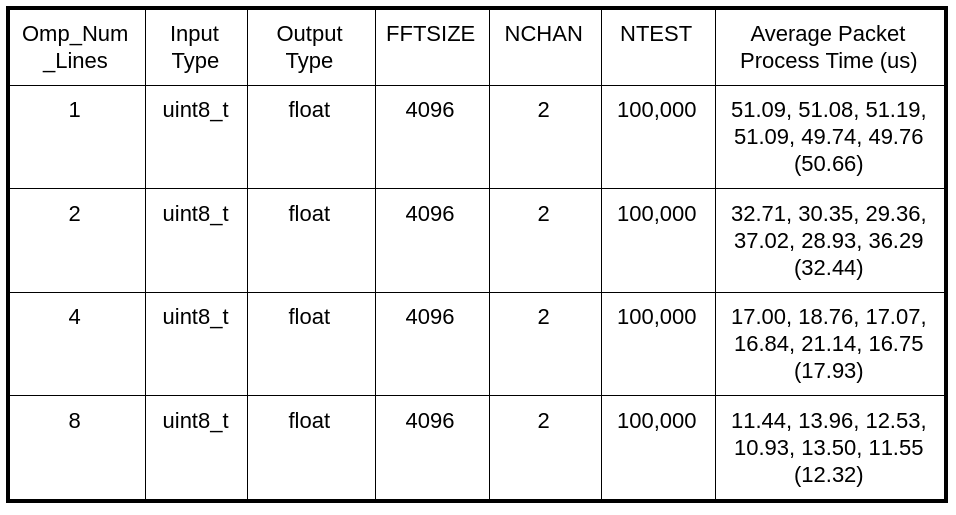 Omp_Num
_Lines
Input
Type
Output
Type
FFTSIZE
NCHAN
NTEST
Average Packet
Process Time (us)
1
uint8_t
float
4096
2
100,000
51.09, 51.08, 51.19,
51.09, 49.74, 49.76
(50.66)
2
uint8_t
float
4096
2
100,000
32.71, 30.35, 29.36,
37.02, 28.93, 36.29
(32.44)
4
uint8_t
float
4096
2
100,000
17.00, 18.76, 17.07,
16.84, 21.14, 16.75
(17.93)
8
uint8_t
float
4096
2
100,000
11.44, 13.96, 12.53,
10.93, 13.50, 11.55
(12.32)